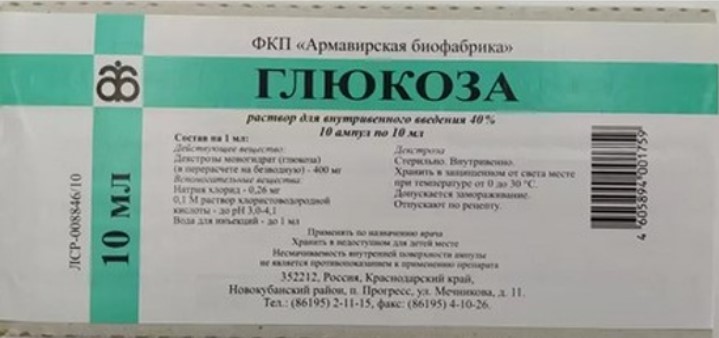 ФКП «Армавирская биофабрика»
ГЛЮКОЗА
раствор для внутривенного введения 40%
10 ампул по 10 мл
Состав на 1 мл:
Действующее вещество:
Декстрозы моногидрат (глюкоза)
(в перерасчете на безводную) - 400 мг
Вспомогательные вещества:
Натрия хлорид - 0,26 мг
0,1 М раствор хлористоводородной
кислоты - до рН 3,0-4,1
Вода для инъекций - до 1 мл
Декстроза
Стерильно. Внутривенно.
Хранить в защищенном от света месте
при температуре от 0 до 30 °С.
Допускается замораживание.
Отпускают по рецепту.
Применять по назначению врача
Хранить в недоступном для детей месте
Несмачиваемость внутренней поверхности ампулы
не является противопоказанием к применению препарата
352212, Россия, Краснодарский край,
Новокубанский район, п. Прогресс, ул. Мечникова, д. 11.
Тел.: (86195) 2-11-15, факс: (86195) 4-10-26.
ЛСР-008846/10
10 МЛ
4 605894 001759